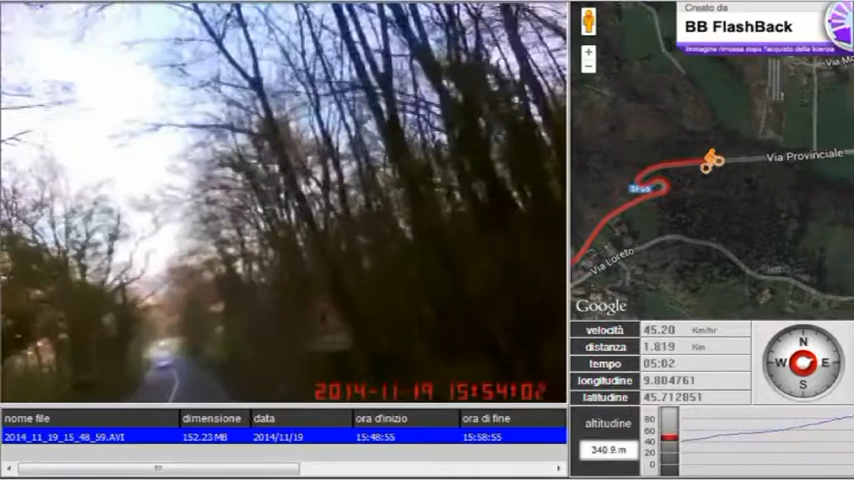 Creato da
BB FlashBack
Immagine rimossa dopo l'acquisto della licenza
Via Mo
Via Provinciale
SP36
Via Loreto
Google
2014-11-19 15:54:02
velocità 45.20 Km/hr
distanza 1.819 Km
tempo 05:02
longitudine 9.804761
latitudine 45.712851
N
W E
S
nome file dimensione data ora d'inizio ora di fine
2014_11_19_15_48_59.AVI 152.23 MB 2014/11/19 15:48:55 15:58:55
altitudine
340.9 m
80
60
40
20
0